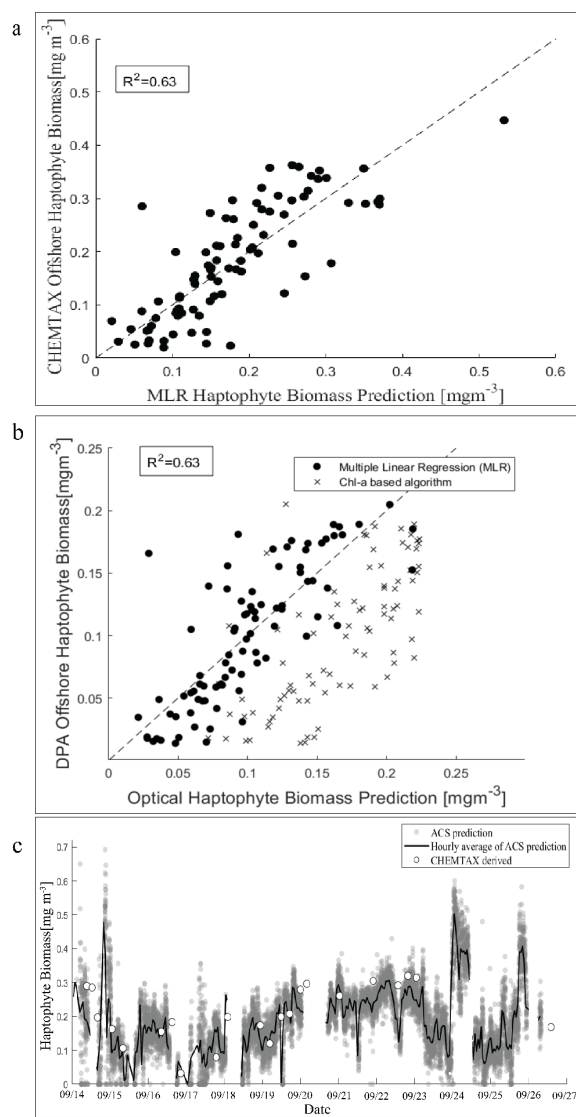 a
R²=0.63
CHEMTAX Offshore Haptophyte Biomass[mg m⁻³]
0.6
0.5
0.4
0.3
0.2
0.1
0
0 0.1 0.2 0.3 0.4 0.5 0.6
MLR Haptophyte Biomass Prediction [mgm⁻³]
b
R²=0.63
Multiple Linear Regression (MLR)
Chl-a based algorithm
DPA Offshore Haptophyte Biomass[mgm⁻³]
0.25
0.20
0.15
0.10
0.05
0 0.05 0.10 0.15 0.20 0.25
Optical Haptophyte Biomass Prediction [mgm⁻³]
c
ACS prediction
Hourly average of ACS prediction
CHEMTAX derived
Haptophyte Biomass[mg m⁻³]
0.7
0.6
0.5
0.4
0.3
0.2
0.1
0
09/14 09/15 09/16 09/17 09/18 09/19 09/20 09/21 09/22 09/23 09/24 09/25 09/26 09/27
Date